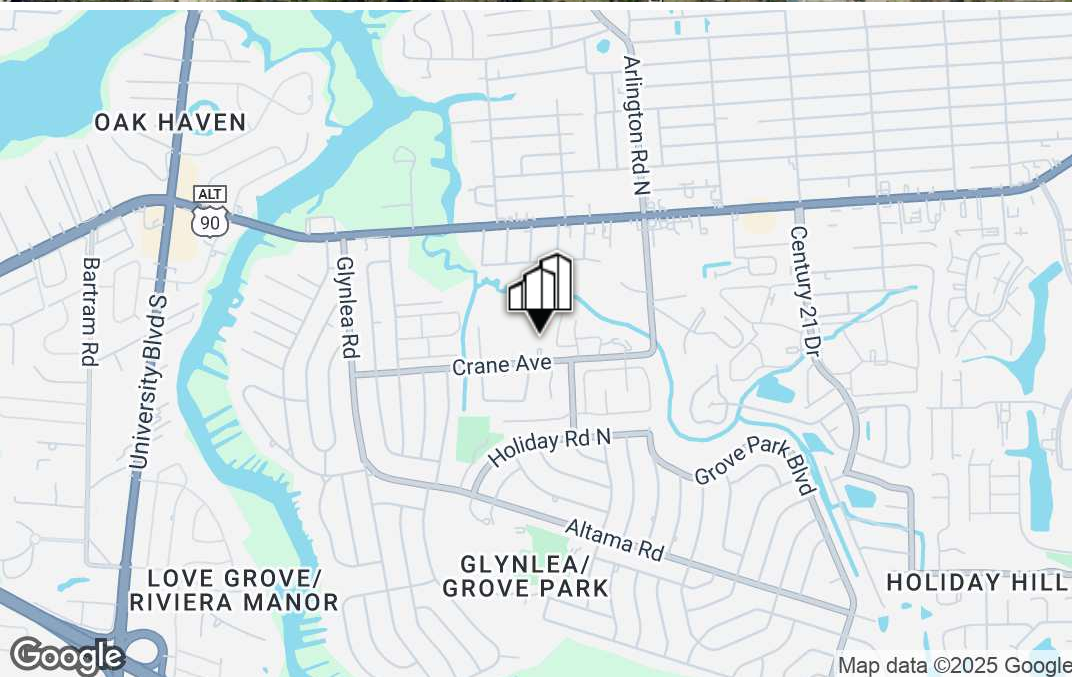 OAK HAVEN
ALT
90
Arlington Rd N
Bartram Rd
University Blvd S
Glynlea Rd
Century 21 Dr
Crane Ave
Holiday Rd N
Grove Park Blvd
Altama Rd
GLYNLEA/
GROVE PARK
LOVE GROVE/
RIVIERA MANOR
HOLIDAY HILL
Google
Map data ©2025 Google